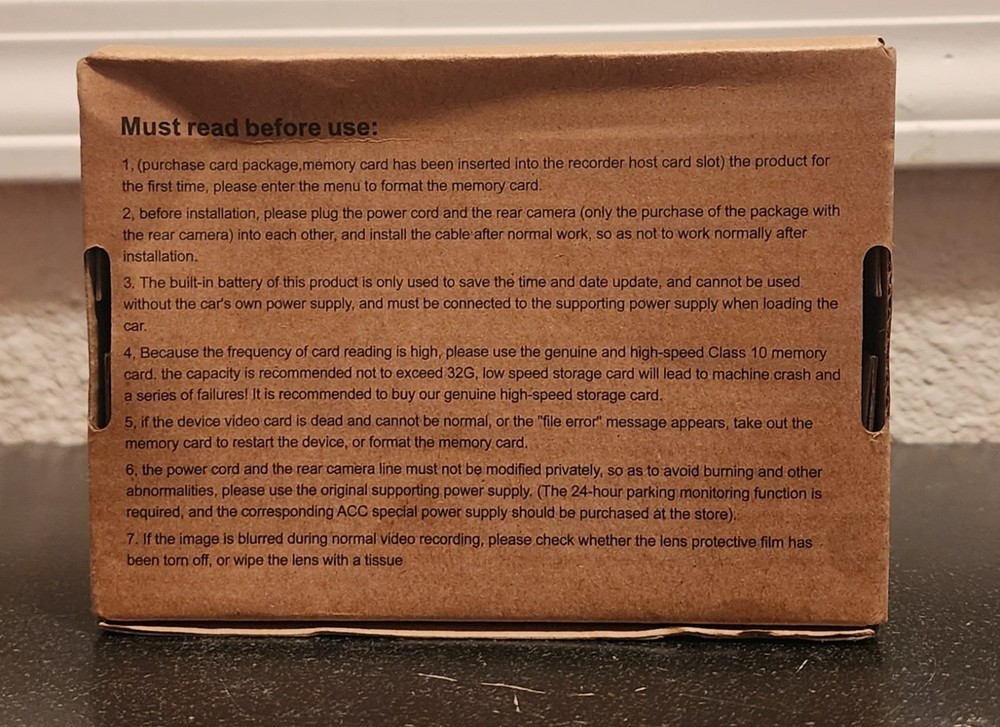 Must read before use:
1, (purchase card package,memory card has been inserted into the recorder host card slot) the product for
the first time, please enter the menu to format the memory card.
2, before installation, please plug the power cord and the rear camera (only the purchase of the package with
the rear camera) into each other, and install the cable after normal work, so as not to work normally after
installation.
3. The built-in battery of this product is only used to save the time and date update, and cannot be used
without the car's own power supply, and must be connected to the supporting power supply when loading the
car.
4, Because the frequency of card reading is high, please use the genuine and high-speed Class 10 memory
card. the capacity is recommended not to exceed 32G, low speed storage card will lead to machine crash and
a series of failures! It is recommended to buy our genuine high-speed storage card.
5, if the device video card is dead and cannot be normal, or the "file error" message appears, take out the
memory card to restart the device, or format the memory card.
6, the power cord and the rear camera line must not be modified privately, so as to avoid burning and other
abnormalities, please use the original supporting power supply. (The 24-hour parking monitoring function is
required, and the corresponding ACC special power supply should be purchased at the store).
7. If the image is blurred during normal video recording, please check whether the lens protective film has
been torn off, or wipe the lens with a tissue